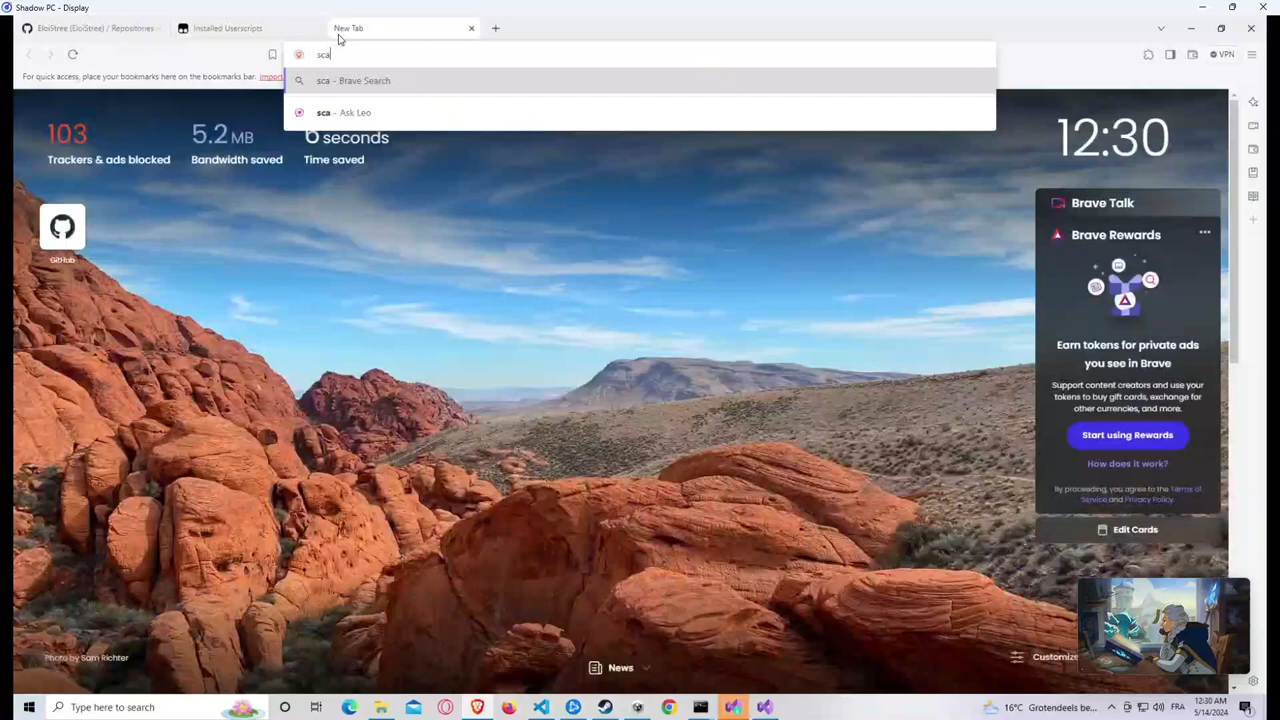 Shadow PC - Display
EloiStree (EloiStree) / Repositories
Installed Userscripts
New Tab
sca
VPN
For quick access, place your bookmarks here on the bookmarks bar. Import
sca - Brave Search
sca - Ask Leo
103
Trackers & ads blocked
5.2 MB
Bandwidth saved
6 seconds
Time saved
12:30
GitHub
Brave Talk
Brave Rewards
Earn tokens for private ads
you see in Brave
Support content creators and use your
tokens to buy gift cards, exchange for
other currencies, and more.
Start using Rewards
How does it work?
By proceeding, you agree to the Terms of
Service and Privacy Policy.
Edit Cards
Photo by Sam Richter
News
Customize
Type here to search
16°C Grotendeels be...
FRA
12:30 AM
5/14/2024